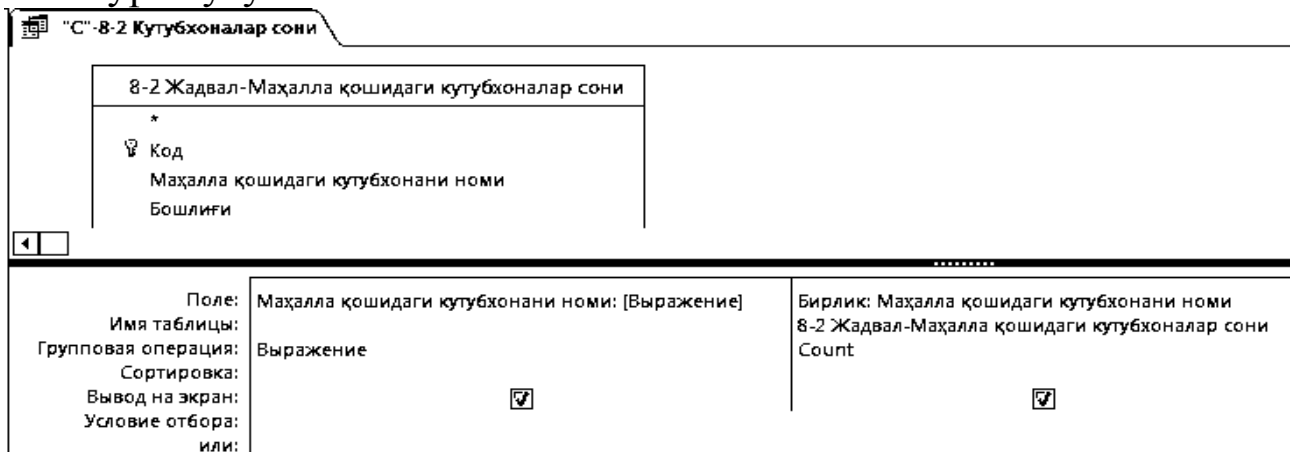 "С"-8-2 Кутубхоналар сони
8-2 Жадвал-Маҳалла қошидаги кутубхоналар сони
*
Код
Маҳалла қошидаги кутубхонани номи
Бошлиғи
Поле: Маҳалла қошидаги кутубхонани номи: [Выражение] Бирлик: Маҳалла қошидаги кутубхонани номи
Имя таблицы: 8-2 Жадвал-Маҳалла қошидаги кутубхоналар сони
Групповая операция: Выражение Count
Сортировка:
Вывод на экран:
Условие отбора:
или: